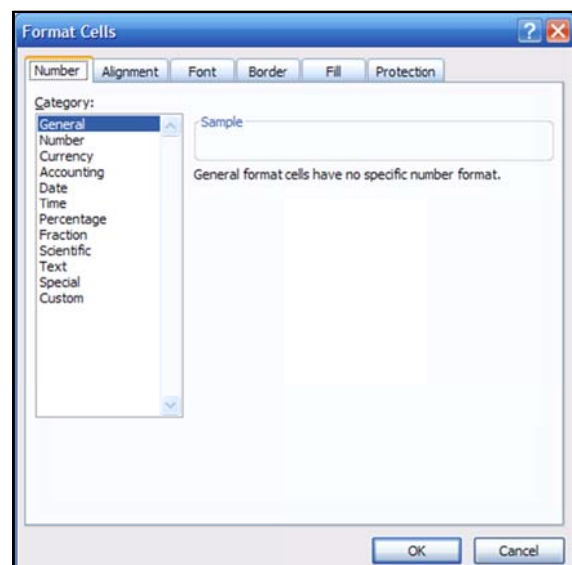 Format Cells
Number Alignment Font Border Fill Protection
Category:
General
Number
Currency
Accounting
Date
Time
Percentage
Fraction
Scientific
Text
Special
Custom
Sample
General format cells have no specific number format.
OK Cancel